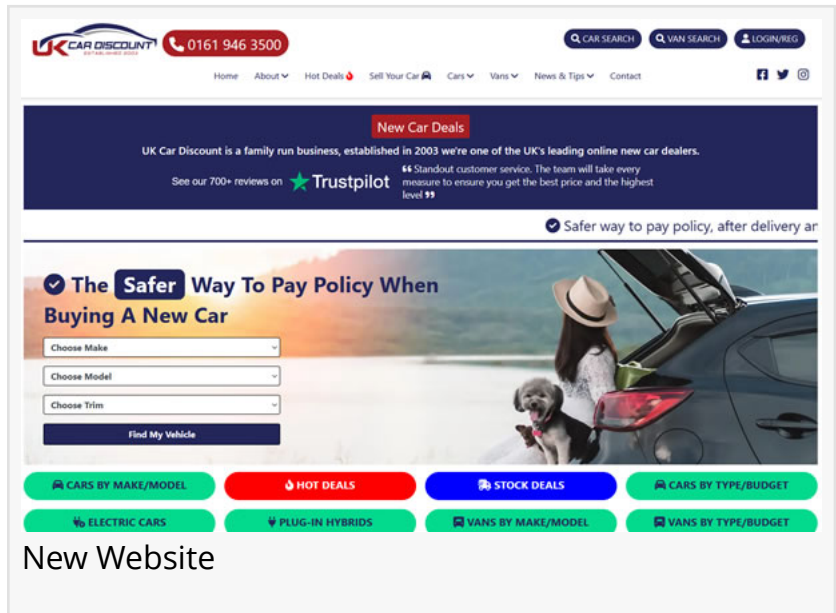 UK CAR DISCOUNT
ESTABLISHED 2003
0161 946 3500
CAR SEARCH
VAN SEARCH
LOGIN/REG
Home About Hot Deals Sell Your Car Cars Vans News & Tips Contact
New Car Deals
UK Car Discount is a family run business, established in 2003 we're one of the UK's leading online new car dealers.
See our 700+ reviews on Trustpilot
❝ Standout customer service. The team will take every
measure to ensure you get the best price and the highest
level ❞
Safer way to pay policy, after delivery an
The Safer Way To Pay Policy When
Buying A New Car
Choose Make
Choose Model
Choose Trim
Find My Vehicle
CARS BY MAKE/MODEL
HOT DEALS
STOCK DEALS
CARS BY TYPE/BUDGET
ELECTRIC CARS
PLUG-IN HYBRIDS
VANS BY MAKE/MODEL
VANS BY TYPE/BUDGET
New Website